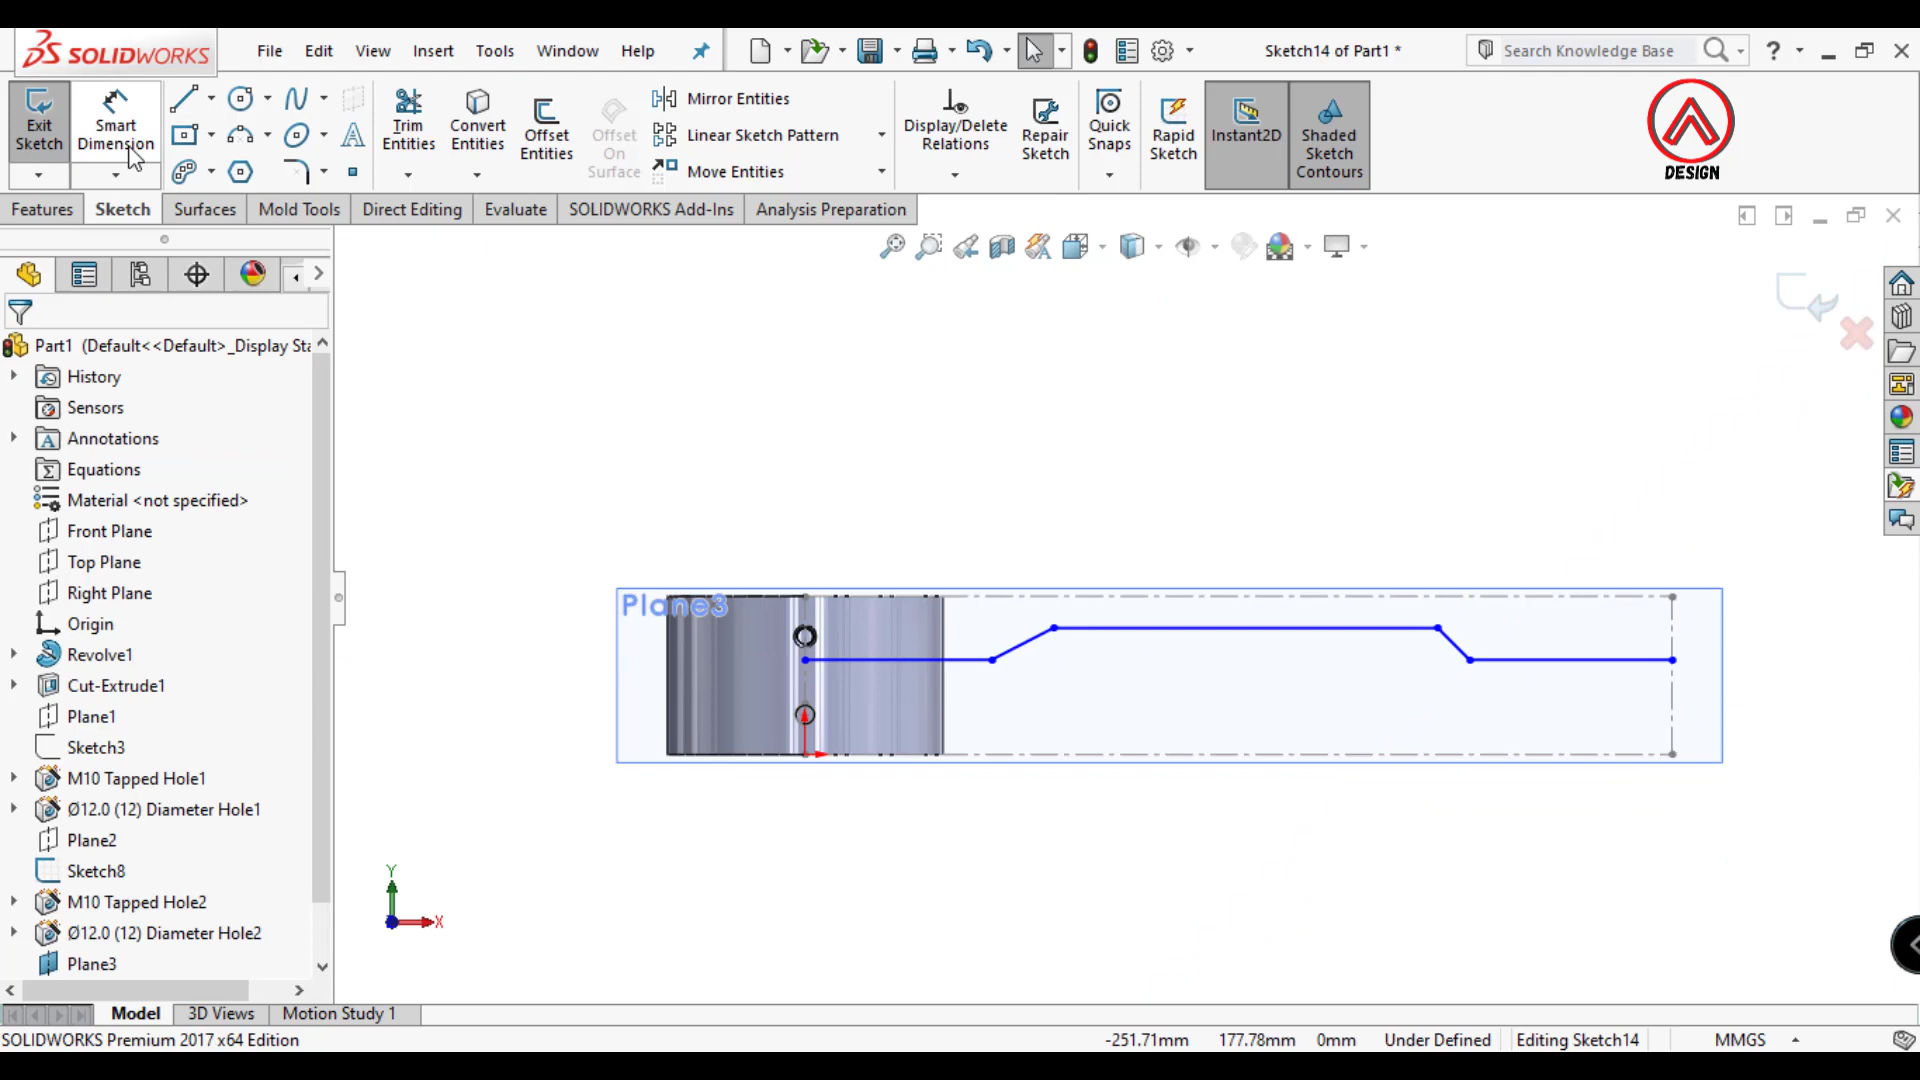 SOLIDWORKS File Edit View Insert Tools Window Help Sketch14 of Part1 * Search Knowledge Base ?
Exit Sketch
Smart Dimension
Trim Entities
Convert Entities
Offset Entities
Offset On Surface
Mirror Entities
Linear Sketch Pattern
Move Entities
Display/Delete Relations
Repair Sketch
Quick Snaps
Rapid Sketch
Instant2D
Shaded Sketch Contours
DESIGN
Features Sketch Surfaces Mold Tools Direct Editing Evaluate SOLIDWORKS Add-Ins Analysis Preparation
Part1 (Default<<Default>_Display Sta
History
Sensors
Annotations
Equations
Material <not specified>
Front Plane
Top Plane
Right Plane
Origin
Revolve1
Cut-Extrude1
Plane1
Sketch3
M10 Tapped Hole1
Ø12.0 (12) Diameter Hole1
Plane2
Sketch8
M10 Tapped Hole2
Ø12.0 (12) Diameter Hole2
Plane3
Plane3
Y
X
Model 3D Views Motion Study 1
SOLIDWORKS Premium 2017 x64 Edition -251.71mm 177.78mm 0mm Under Defined Editing Sketch14 MMGS